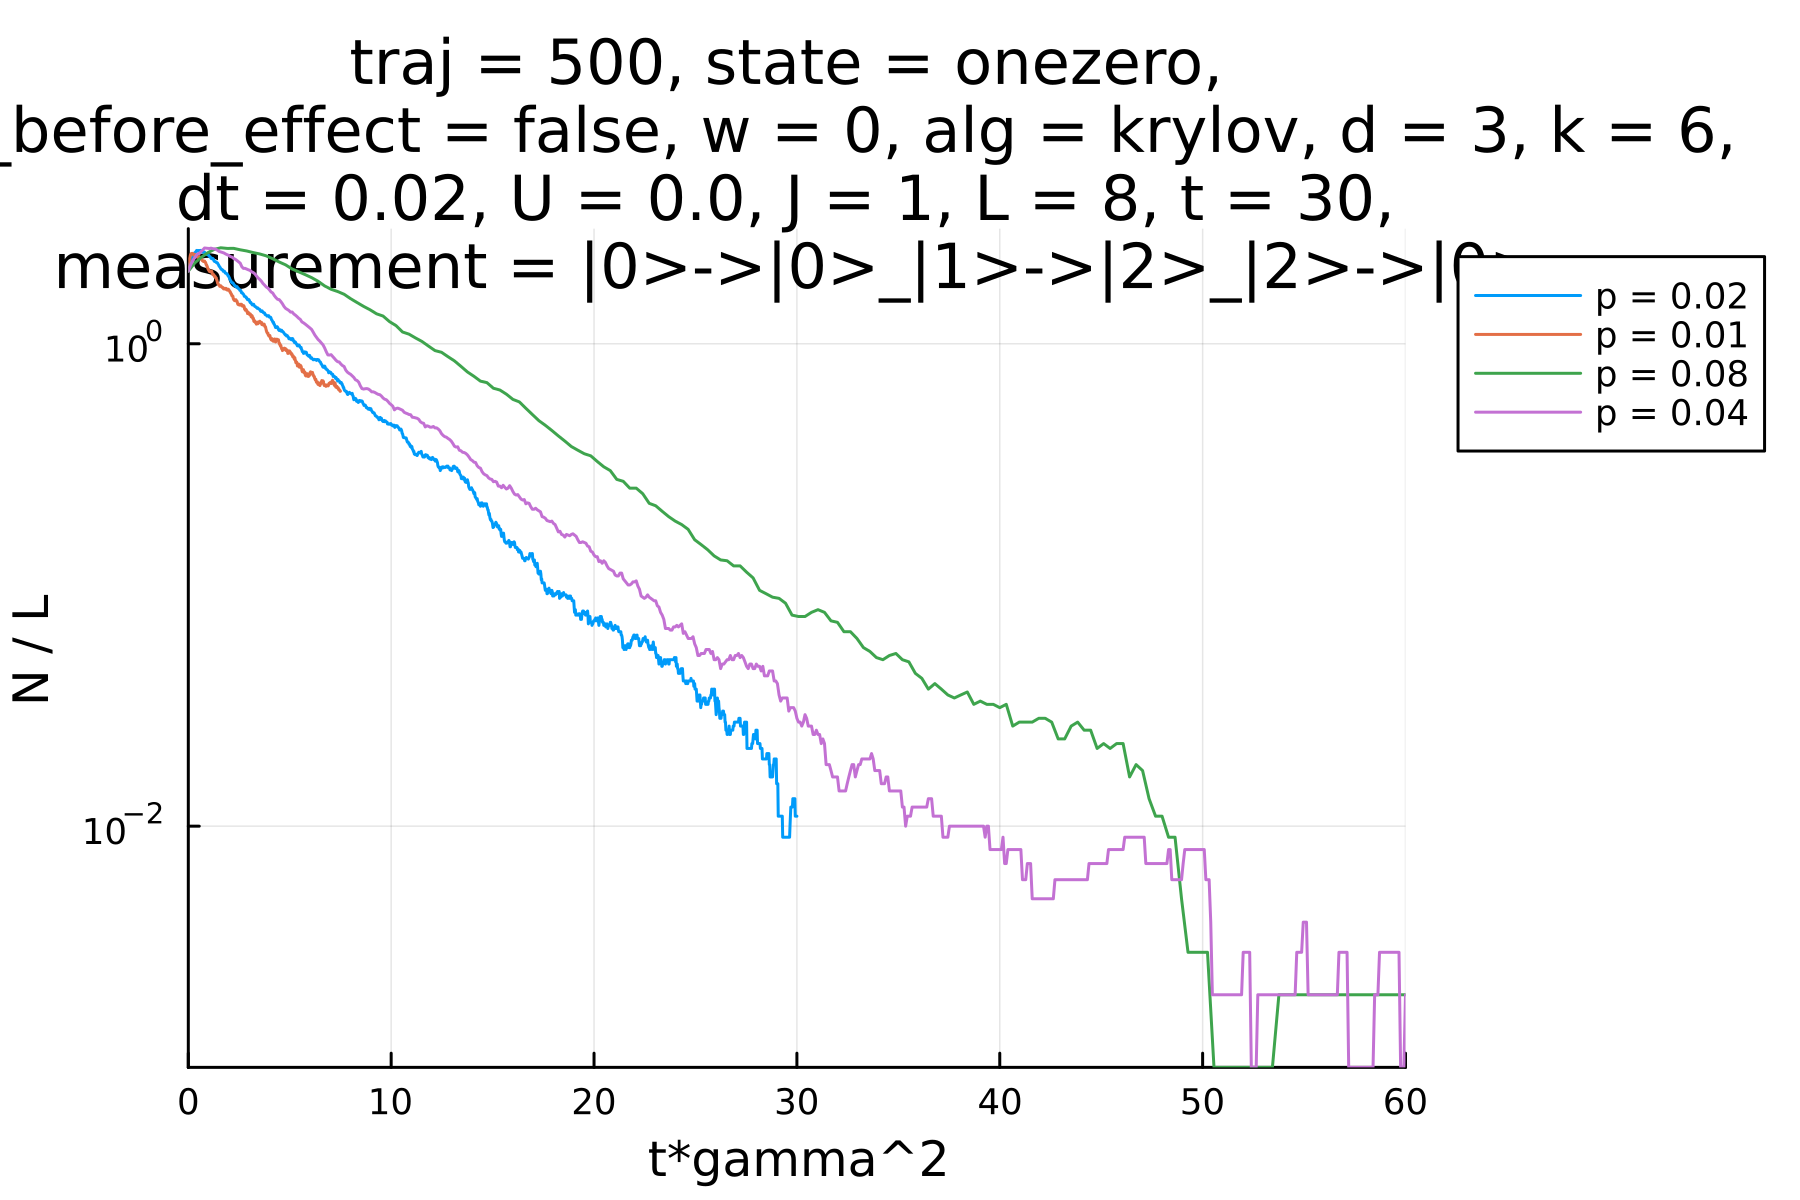 traj = 500, state = onezero,
_before_effect = false, w = 0, alg = krylov, d = 3, k = 6,
dt = 0.02, U = 0.0, J = 1, L = 8, t = 30,
measurement = |0>->|0>_|1>->|2>_|2>->|0>
p = 0.02
p = 0.01
p = 0.08
p = 0.04
10^0
10^−2
N / L
0 10 20 30 40 50 60
t*gamma^2